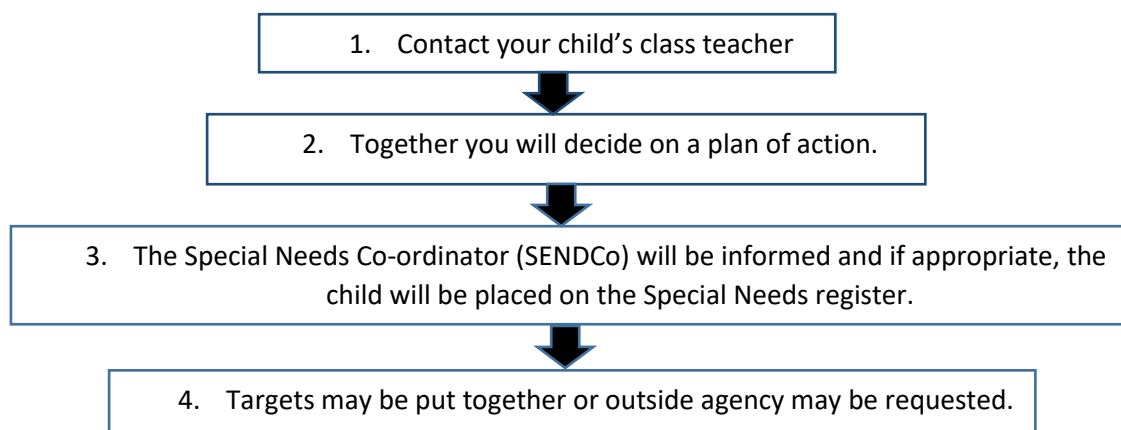 1. Contact your child’s class teacher
2. Together you will decide on a plan of action.
3. The Special Needs Co-ordinator (SENDCo) will be informed and if appropriate, the
child will be placed on the Special Needs register.
4. Targets may be put together or outside agency may be requested.